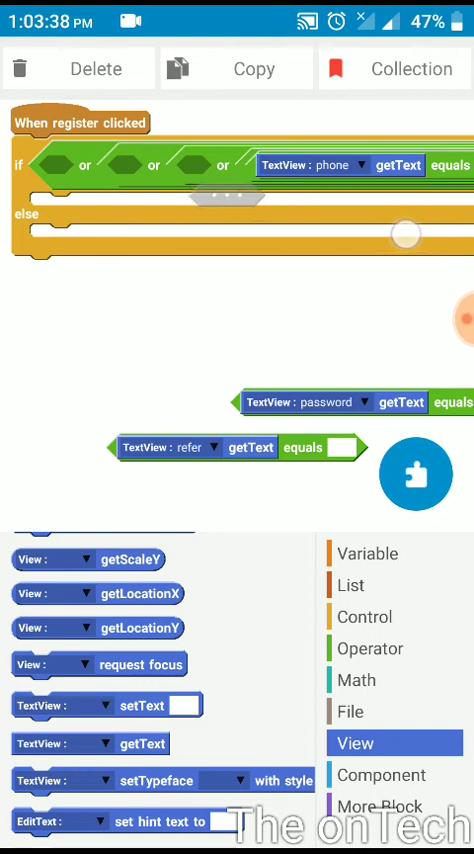 1:03:38 PM 47%
Delete Copy Collection
When register clicked
if or or or or TextView : phone getText equals
else
TextView : password getText equals
TextView : refer getText equals
View : getScaleY
View : getLocationX
View : getLocationY
View : request focus
TextView : setText
TextView : getText
TextView : setTypeface with style
EditText : set hint text to
Variable
List
Control
Operator
Math
File
View
Component
More Block
The onTech